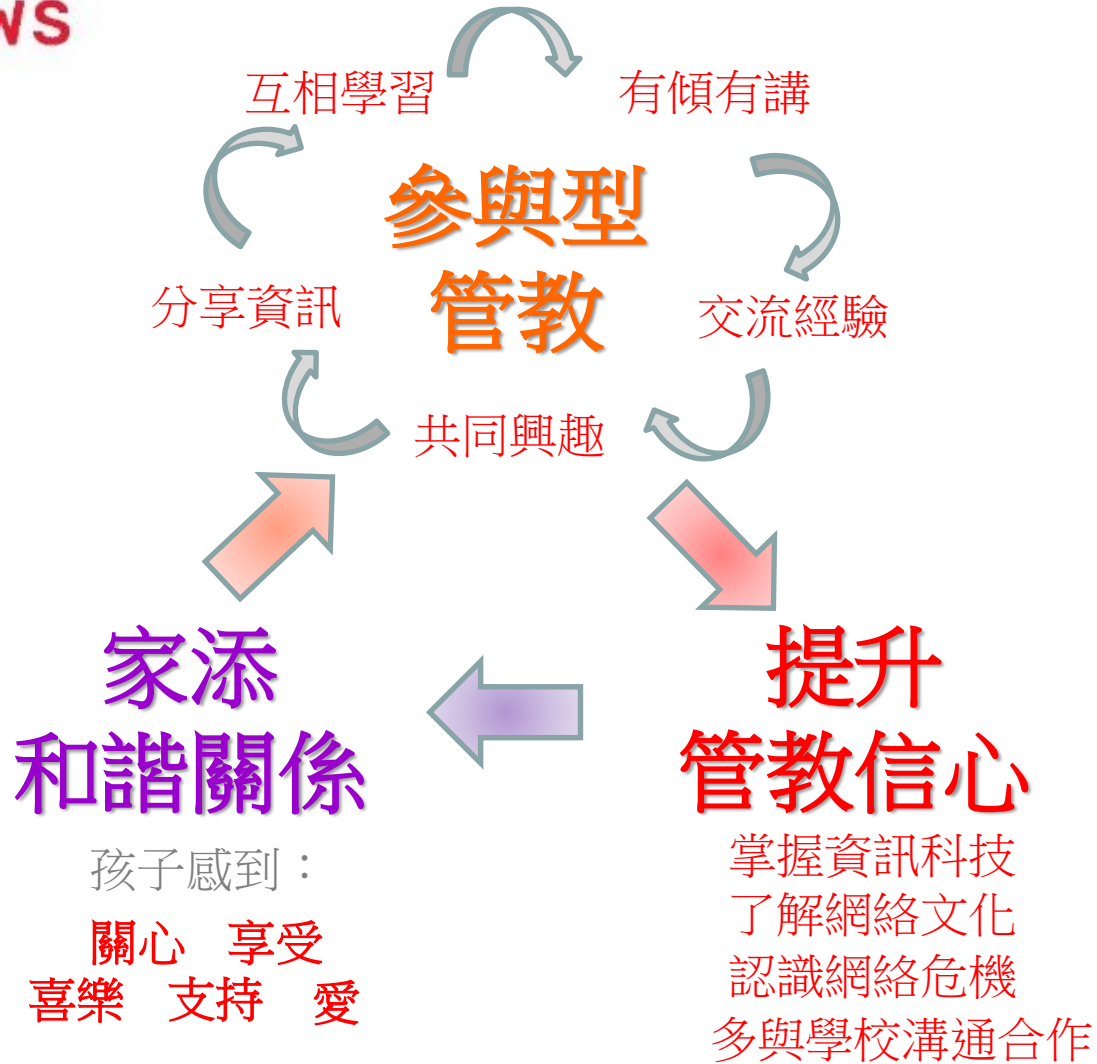 WS
互相學習
有傾有講
參與型
管教
分享資訊
交流經驗
共同興趣
家添
和諧關係
孩子感到：
關心 享受
喜樂 支持 愛
提升
管教信心
掌握資訊科技
了解網絡文化
認識網絡危機
多與學校溝通合作